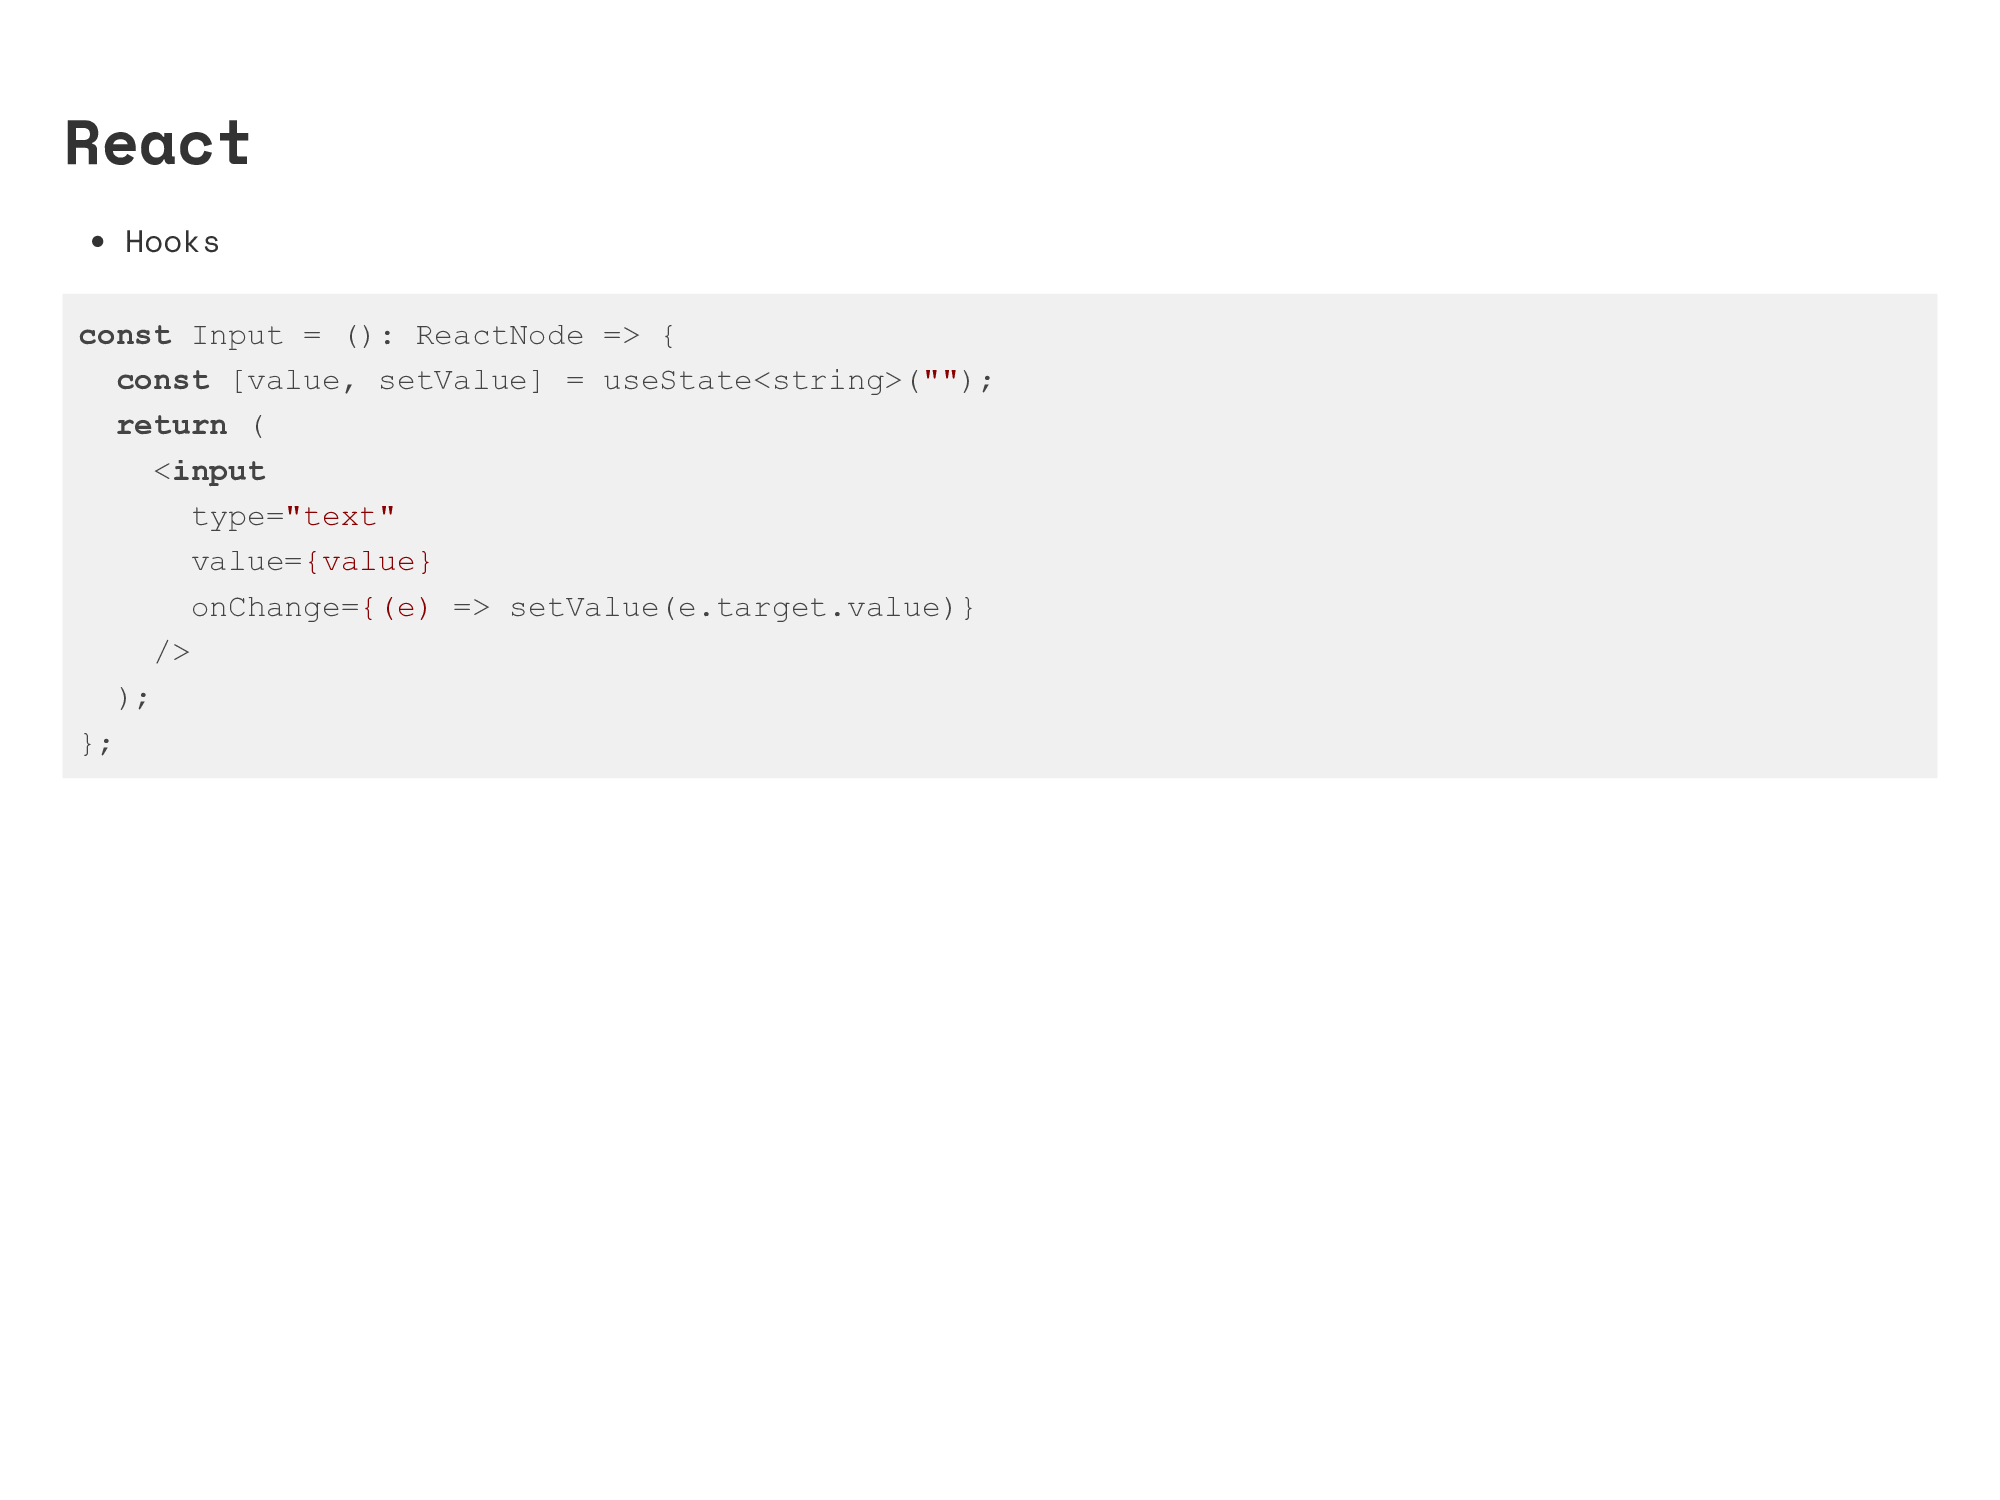 React
• Hooks
const Input = (): ReactNode => {
  const [value, setValue] = useState<string>("");
  return (
    <input
      type="text"
      value={value}
      onChange={(e) => setValue(e.target.value)}
    />
  );
};